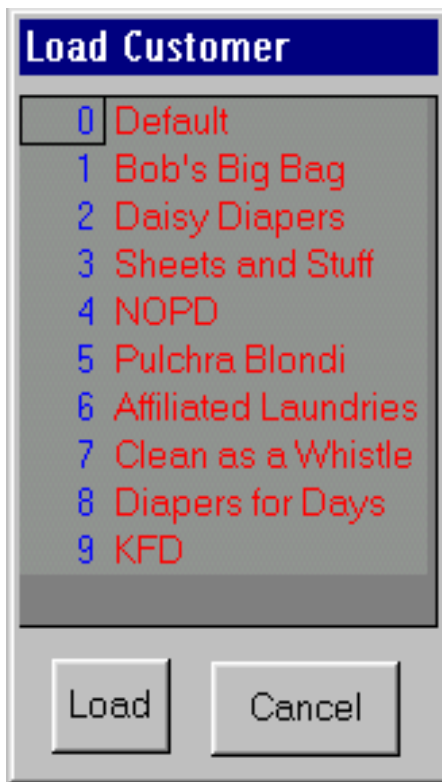 Load Customer
0 Default
1 Bob's Big Bag
2 Daisy Diapers
3 Sheets and Stuff
4 NOPD
5 Pulchra Blondi
6 Affiliated Laundries
7 Clean as a Whistle
8 Diapers for Days
9 KFD
Load Cancel